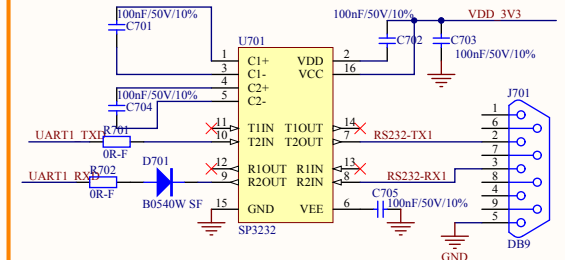 100nF/50V/10%
C701
U701
100nF/50V/10%
VDD_3V3
C702
C703
100nF/50V/10%
1 C1+ VDD 2
3 C1- VCC 16
4 C2+
5 C2-
100nF/50V/10%
C704
J701
UART1_TXD
R701
0R-F
11 T1IN T1OUT 14
10 T2IN T2OUT 7
RS232-TX1
UART1_RXD
R702
0R-F
D701
B0540W SF
12 R1OUT R1IN 13
9 R2OUT R2IN 8
RS232-RX1
15 GND VEE 6
C705
100nF/50V/10%
SP3232
1
6
2
7
3
8
4
9
5
DB9
GND